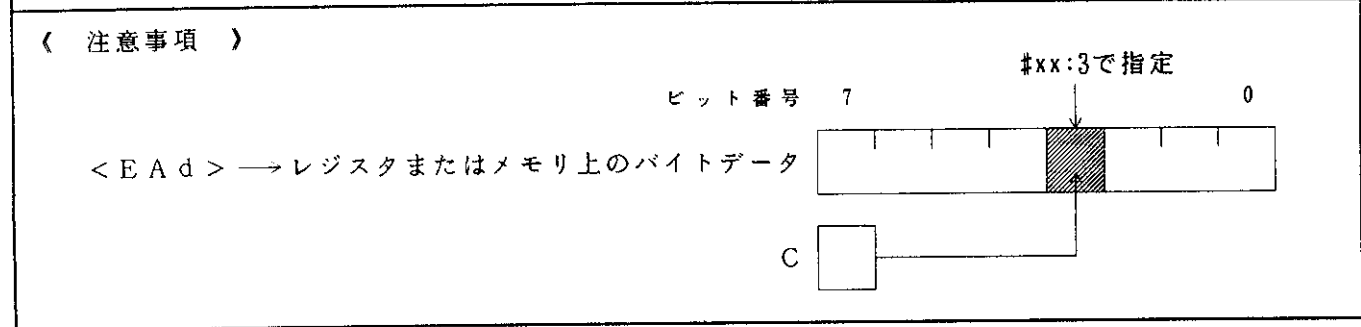 《 注意事項 》
#xx:3で指定
ビット番号 7 0
<EAd>→レジスタまたはメモリ上のバイトデータ
C